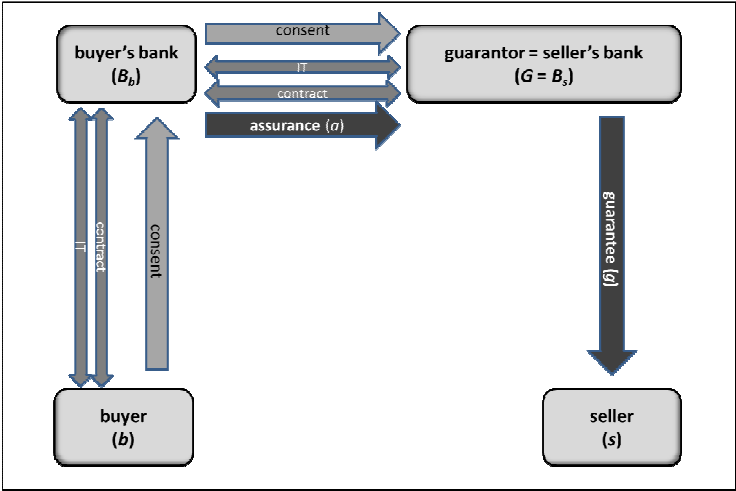 buyer's bank
(Bb)
consent
IT
contract
assurance (a)
guarantor = seller's bank
(G = Bs)
IT
contract
consent
guarantee (g)
buyer
(b)
seller
(s)